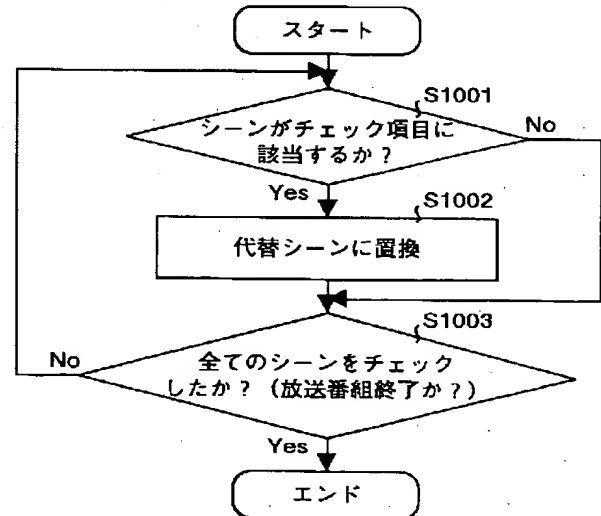 スタート
S1001
シーンがチェック項目に
該当するか？
No
Yes
S1002
代替シーンに置換
S1003
全てのシーンをチェック
したか？（放送番組終了か？）
No
Yes
エンド